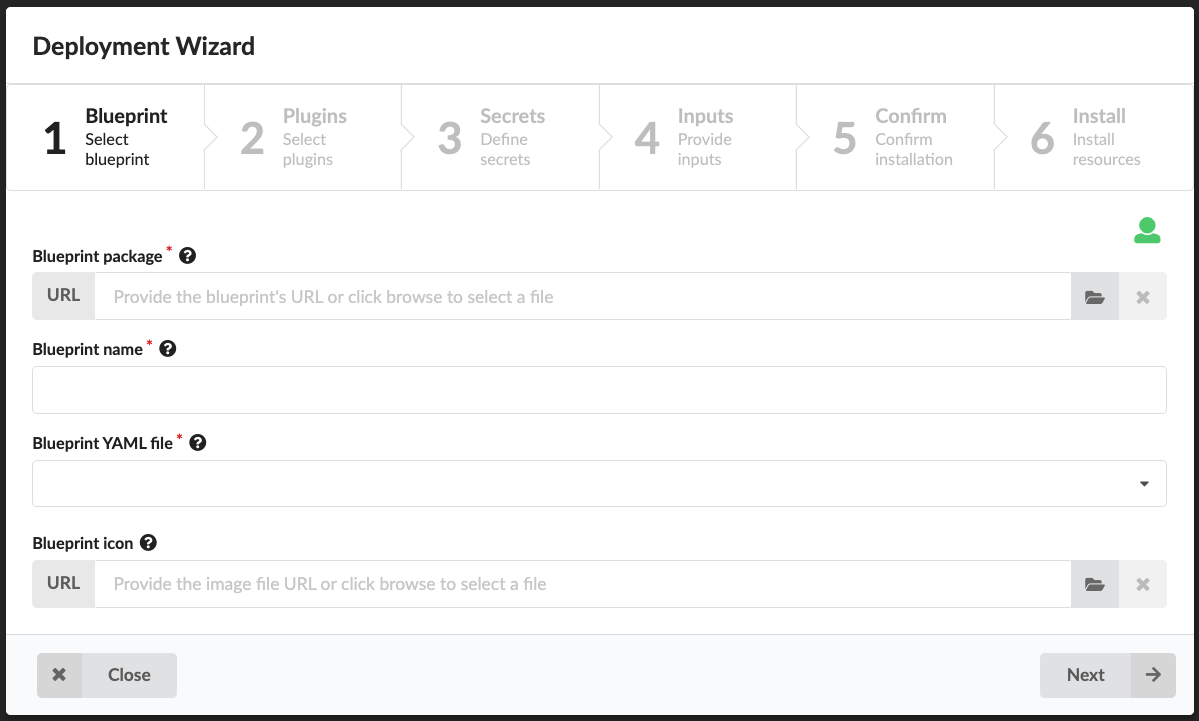 Deployment Wizard
1 Blueprint
Select
blueprint
2 Plugins
Select
plugins
3 Secrets
Define
secrets
4 Inputs
Provide
inputs
5 Confirm
Confirm
installation
6 Install
Install
resources
Blueprint package *
URL Provide the blueprint's URL or click browse to select a file
Blueprint name *
Blueprint YAML file *
Blueprint icon
URL Provide the image file URL or click browse to select a file
Close Next